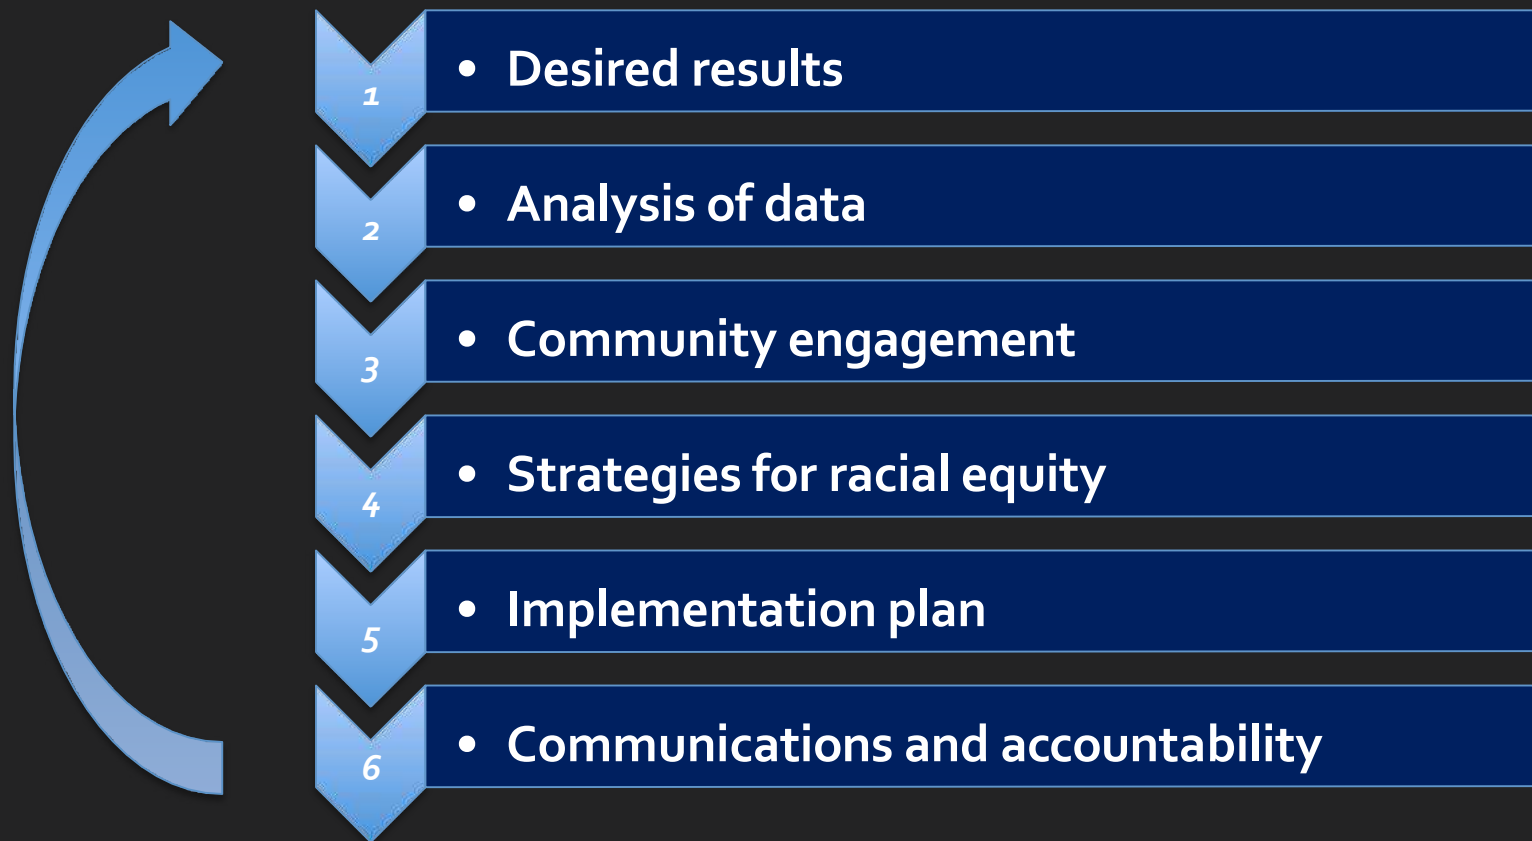 1
• Desired results
2
• Analysis of data
3
• Community engagement
4
• Strategies for racial equity
5
• Implementation plan
6
• Communications and accountability